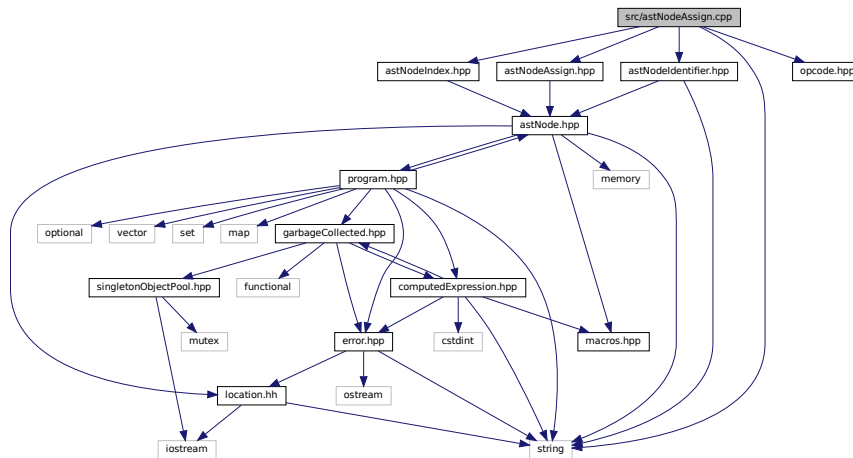 src/astNodeAssign.cpp
astNodeIndex.hpp
astNodeAssign.hpp
astNodeIdentifier.hpp
opcode.hpp
astNode.hpp
program.hpp
memory
optional
vector
set
map
garbageCollected.hpp
singletonObjectPool.hpp
functional
computedExpression.hpp
mutex
error.hpp
cstdint
macros.hpp
location.hh
ostream
iostream
string